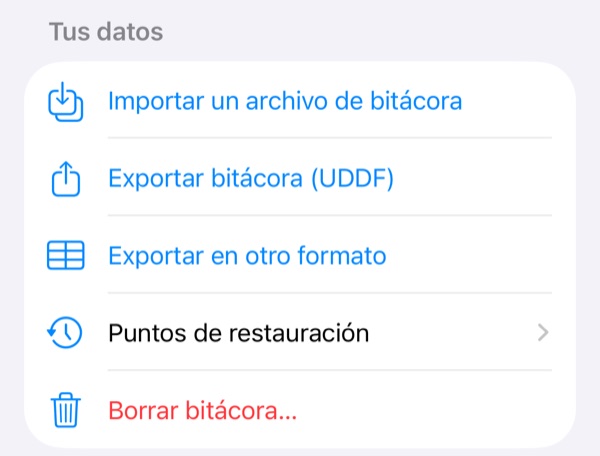 Tus datos
Importar un archivo de bitácora
Exportar bitácora (UDDF)
Exportar en otro formato
Puntos de restauración
Borrar bitácora...